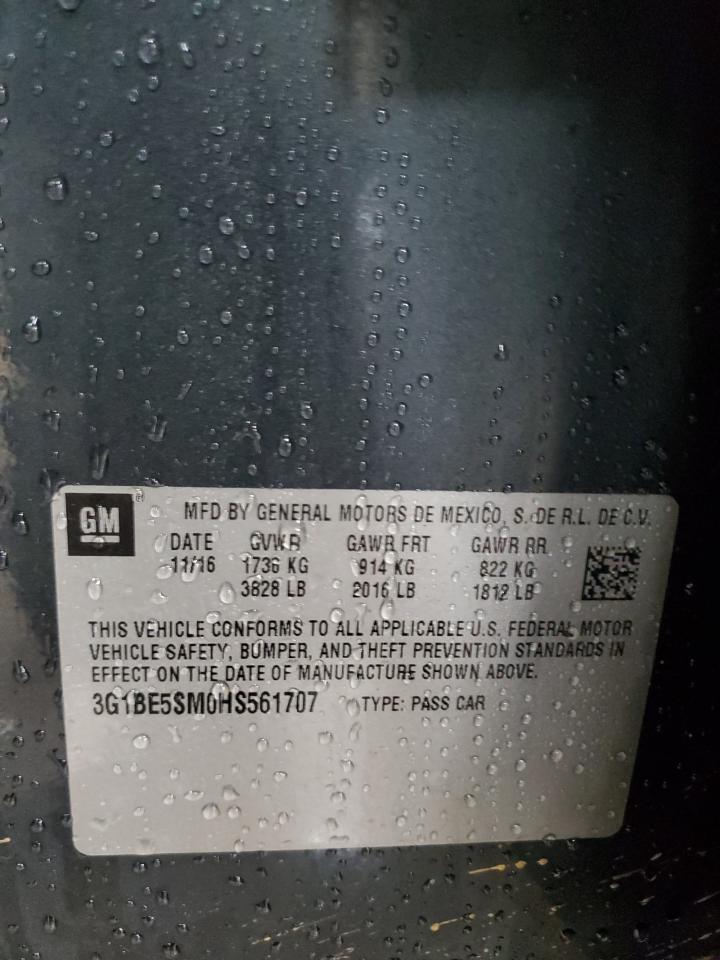 GM
MFD BY GENERAL MOTORS DE MEXICO, S. DE R.L. DE C.V.
DATE GVWR GAWR FRT GAWR RR
11/16 1736 KG 914 KG 822 KG
3828 LB 2016 LB 1812 LB
THIS VEHICLE CONFORMS TO ALL APPLICABLE U.S. FEDERAL MOTOR
VEHICLE SAFETY, BUMPER, AND THEFT PREVENTION STANDARDS IN
EFFECT ON THE DATE OF MANUFACTURE SHOWN ABOVE.
3G1BE5SM0HS561707 TYPE: PASS CAR